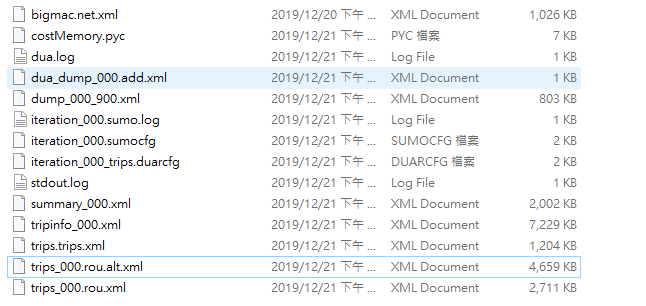 bigmac.net.xml 2019/12/20 下午 ... XML Document 1,026 KB
costMemory.pyc 2019/12/21 下午 ... PYC 檔案 7 KB
dua.log 2019/12/21 下午 ... Log File 1 KB
dua_dump_000.add.xml 2019/12/21 下午 ... XML Document 1 KB
dump_000_900.xml 2019/12/21 下午 ... XML Document 803 KB
iteration_000.sumo.log 2019/12/21 下午 ... Log File 1 KB
iteration_000.sumocfg 2019/12/21 下午 ... SUMOCFG 檔案 2 KB
iteration_000_trips.duarcfg 2019/12/21 下午 ... DUARCFG 檔案 2 KB
stdout.log 2019/12/21 下午 ... Log File 1 KB
summary_000.xml 2019/12/21 下午 ... XML Document 2,002 KB
tripinfo_000.xml 2019/12/21 下午 ... XML Document 7,229 KB
trips.trips.xml 2019/12/21 下午 ... XML Document 1,204 KB
trips_000.rou.alt.xml 2019/12/21 下午 ... XML Document 4,659 KB
trips_000.rou.xml 2019/12/21 下午 ... XML Document 2,711 KB